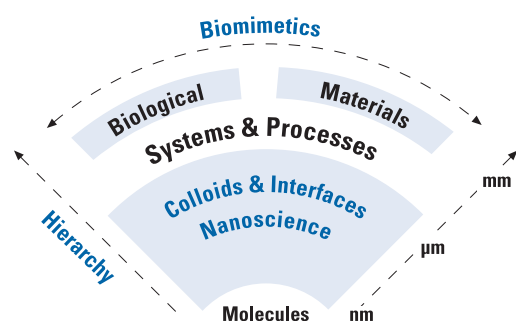 Biomimetics
Biological
Materials
Systems & Processes
Colloids & Interfaces
Nanoscience
Hierarchy
mm
µm
Molecules
nm